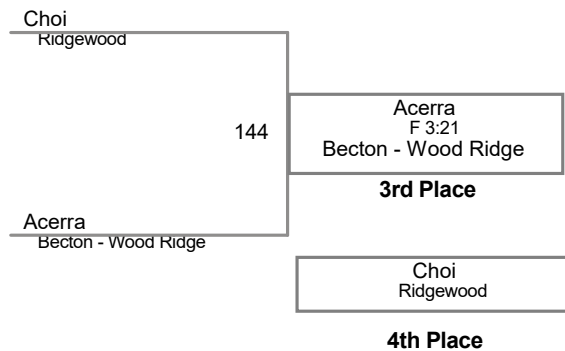 Choi
Ridgewood
144
Acerra
F 3:21
Becton - Wood Ridge
3rd Place
Acerra
Becton - Wood Ridge
Choi
Ridgewood
4th Place